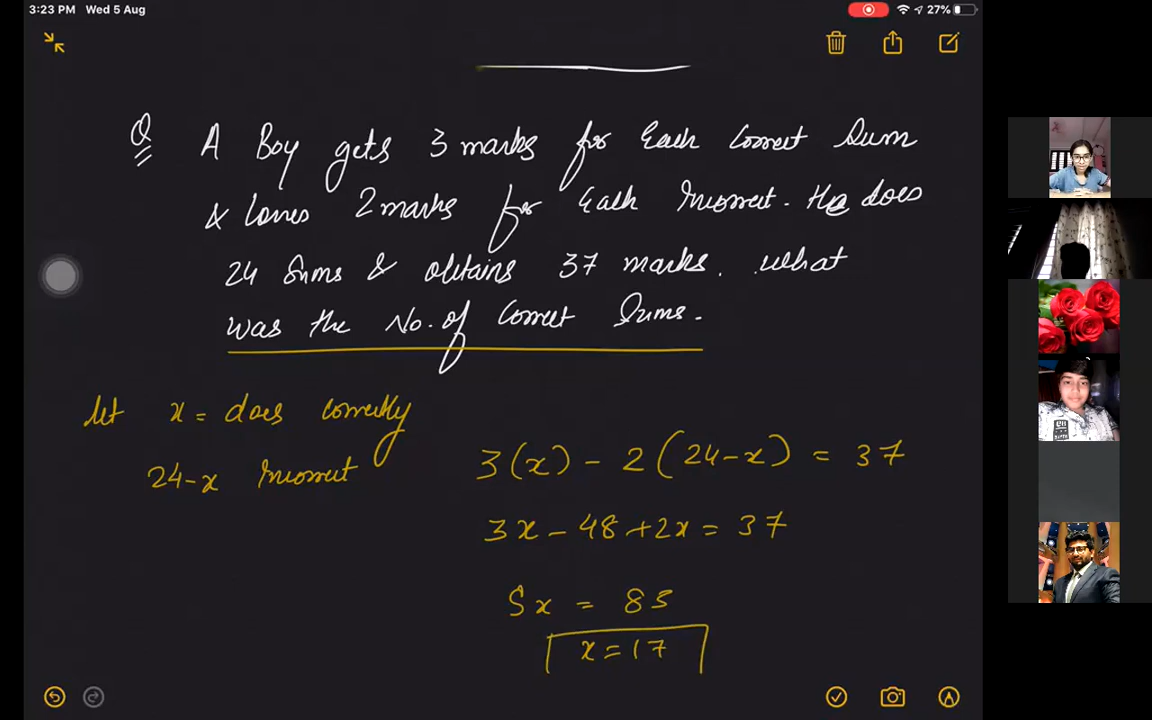 3:23 PM Wed 5 Aug
27%
Q A Boy gets 3 marks for Each Correct Sum
& loses 2 marks for Each Incorrect. He does
24 Sums & obtains 37 marks. what
was the No. of Correct Sums.
let x = does correctly
24-x Incorrect
3(x) - 2(24-x) = 37
3x - 48 + 2x = 37
5x = 85
x = 17